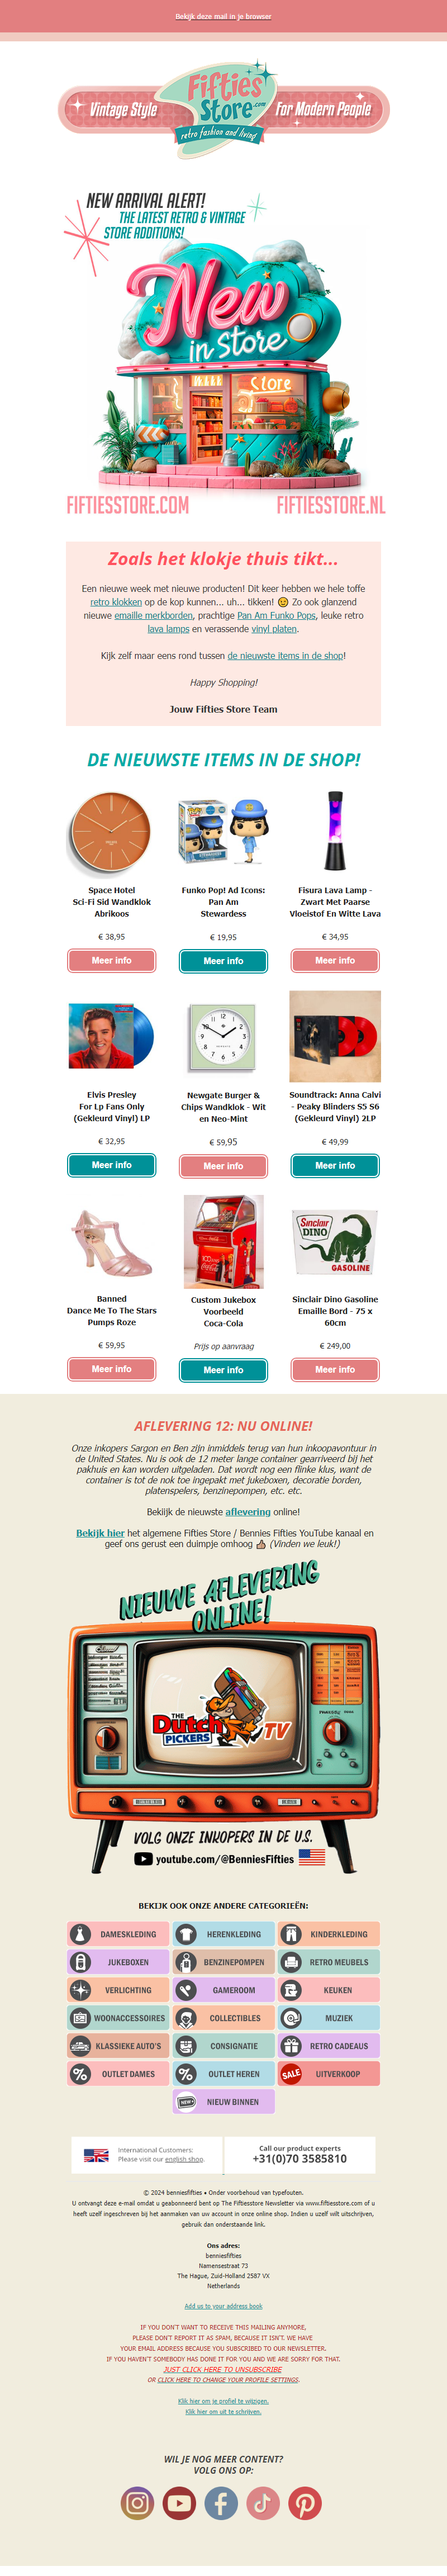 Bekijk deze mail in je browser
Vintage Style
Fifties
Store.com
For Modern People
retro fashion and living
NEW ARRIVAL ALERT!
THE LATEST RETRO & VINTAGE
STORE ADDITIONS!
New
in Store
Store
FIFTIESSTORE.COM
FIFTIESSTORE.NL
Zoals het klokje thuis tikt...
Een nieuwe week met nieuwe producten! Dit keer hebben we hele toffe
retro klokken op de kop kunnen... uh... tikken! 😉 Zo ook glanzend
nieuwe emaille merkborden, prachtige Pan Am Funko Pops, leuke retro
lava lamps en verassende vinyl platen.
Kijk zelf maar eens rond tussen de nieuwste items in de shop!
Happy Shopping!
Jouw Fifties Store Team
DE NIEUWSTE ITEMS IN DE SHOP!
Space Hotel
Sci-Fi Sid Wandklok
Abrikoos
€ 38,95
Meer info
Funko Pop! Ad Icons:
Pan Am
Stewardess
€ 19,95
Meer info
Fisura Lava Lamp -
Zwart Met Paarse
Vloeistof En Witte Lava
€ 34,95
Meer info
Elvis Presley
For Lp Fans Only
(Gekleurd Vinyl) LP
€ 32,95
Meer info
Newgate Burger &
Chips Wandklok - Wit
en Neo-Mint
€ 59,95
Meer info
Soundtrack: Anna Calvi
- Peaky Blinders S5 S6
(Gekleurd Vinyl) 2LP
€ 49,99
Meer info
Banned
Dance Me To The Stars
Pumps Roze
€ 59,95
Meer info
Coca-Cola
Custom Jukebox
Voorbeeld
Coca-Cola
Prijs op aanvraag
Meer info
Sinclair
DINO
GASOLINE
Sinclair Dino Gasoline
Emaille Bord - 75 x
60cm
€ 249,00
Meer info
AFLEVERING 12: NU ONLINE!
Onze inkopers Sargon en Ben zijn inmiddels terug van hun inkoopavontuur in
de United States. Nu is ook de 12 meter lange container gearriveerd bij het
pakhuis en kan worden uitgeladen. Dat wordt nog een flinke klus, want de
container is tot de nok toe ingepakt met jukeboxen, decoratie borden,
platenspelers, benzinepompen, etc. etc.
Bekijk de nieuwste aflevering online!
Bekijk hier het algemene Fifties Store / Bennies Fifties YouTube kanaal en
geef ons gerust een duimpje omhoog 👍 (Vinden we leuk!)
NIEUWE AFLEVERING
ONLINE!
THE
Dutch
PICKERS
TV
VOLG ONZE INKOPERS IN DE U.S.
youtube.com/@BenniesFifties
BEKIJK OOK ONZE ANDERE CATEGORIEËN:
DAMESKLEDING
HERENKLEDING
KINDERKLEDING
JUKEBOXEN
BENZINEPOMPEN
RETRO MEUBELS
VERLICHTING
GAMEROOM
KEUKEN
WOONACCESSOIRES
COLLECTIBLES
MUZIEK
KLASSIEKE AUTO'S
CONSIGNATIE
RETRO CADEAUS
OUTLET DAMES
OUTLET HEREN
SALE
UITVERKOOP
NEW
NIEUW BINNEN
International Customers:
Please visit our english shop.
Call our product experts
+31(0)70 3585810
© 2024 benniesfifties • Onder voorbehoud van typefouten.
U ontvangt deze e-mail omdat u geabonneerd bent op The Fiftiesstore Newsletter via www.fiftiesstore.com of u
heeft uzelf ingeschreven bij het aanmaken van uw account in onze online shop. Indien u uzelf wilt uitschrijven,
gebruik dan onderstaande link.
Ons adres:
benniesfifties
Namensestraat 73
The Hague, Zuid-Holland 2587 VX
Netherlands
Add us to your address book
IF YOU DON'T WANT TO RECEIVE THIS MAILING ANYMORE,
PLEASE DON'T REPORT IT AS SPAM, BECAUSE IT ISN'T. WE HAVE
YOUR EMAIL ADDRESS BECAUSE YOU SUBSCRIBED TO OUR NEWSLETTER.
IF YOU HAVEN'T SOMEBODY HAS DONE IT FOR YOU AND WE ARE SORRY FOR THAT.
JUST CLICK HERE TO UNSUBSCRIBE
OR CLICK HERE TO CHANGE YOUR PROFILE SETTINGS.
Klik hier om je profiel te wijzigen.
Klik hier om uit te schrijven.
WIL JE NOG MEER CONTENT?
VOLG ONS OP: